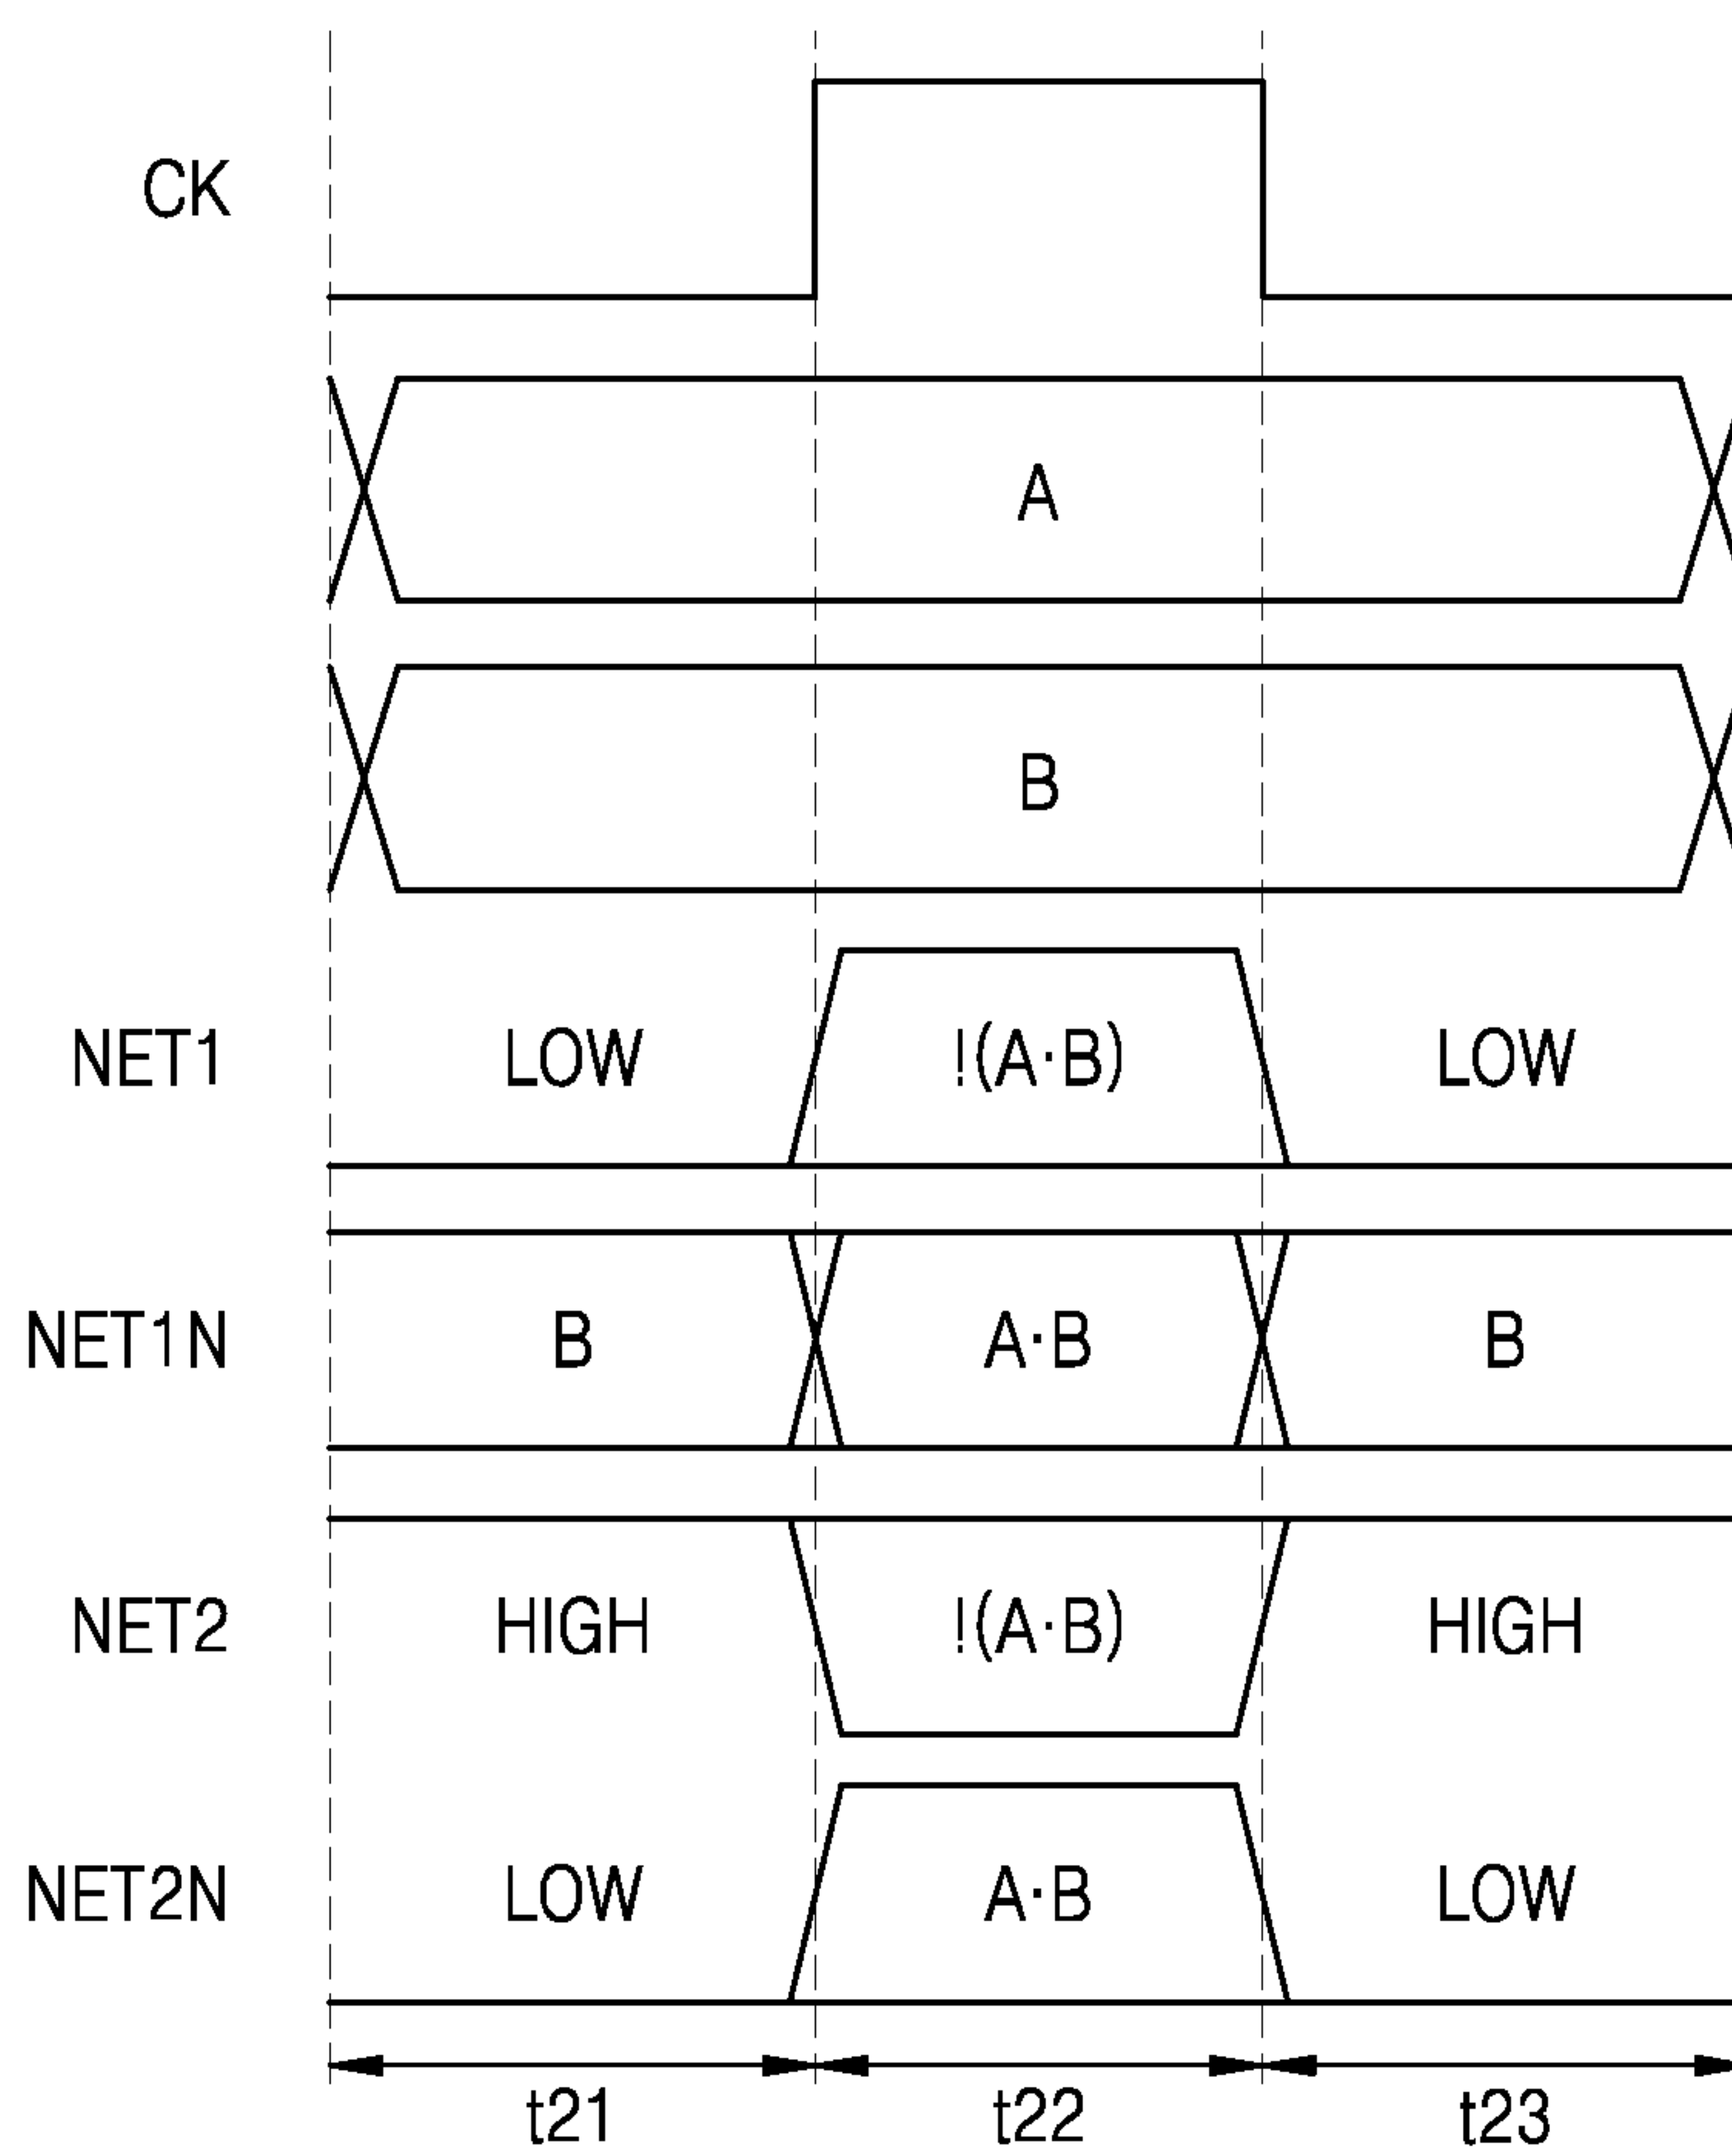 CK
A
B
NET1 LOW !(A·B) LOW
NET1N B A·B B
NET2 HIGH !(A·B) HIGH
NET2N LOW A·B LOW
t21 t22 t23